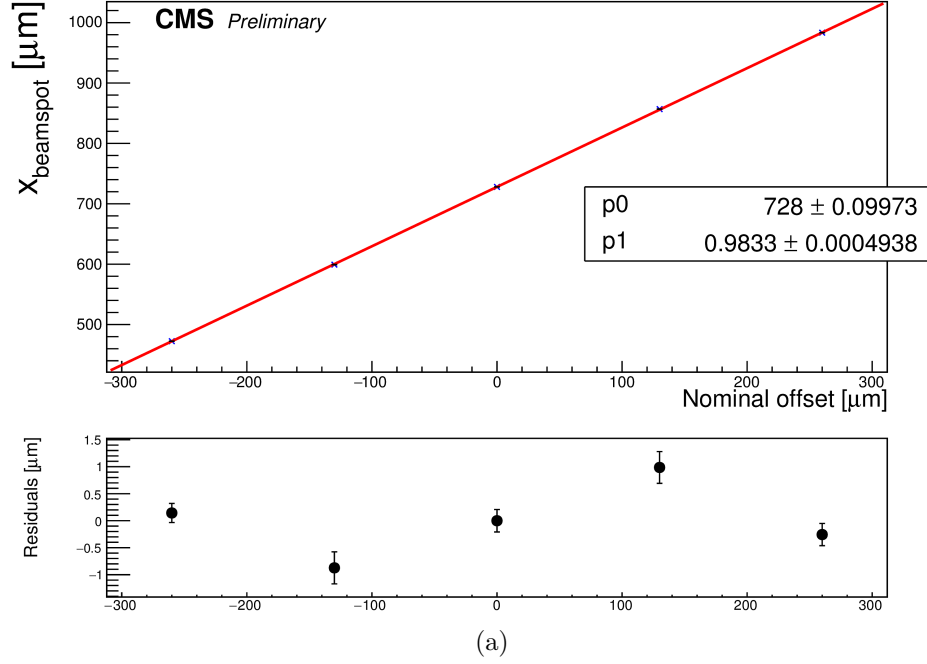 CMS Preliminary
x_beamspot [μm]
1000
900
800
700
600
500
p0 728 ± 0.09973
p1 0.9833 ± 0.0004938
−300 −200 −100 0 100 200 300
Nominal offset [μm]
Residuals [μm]
1.5
1
0.5
0
−0.5
−1
−300 −200 −100 0 100 200 300
(a)